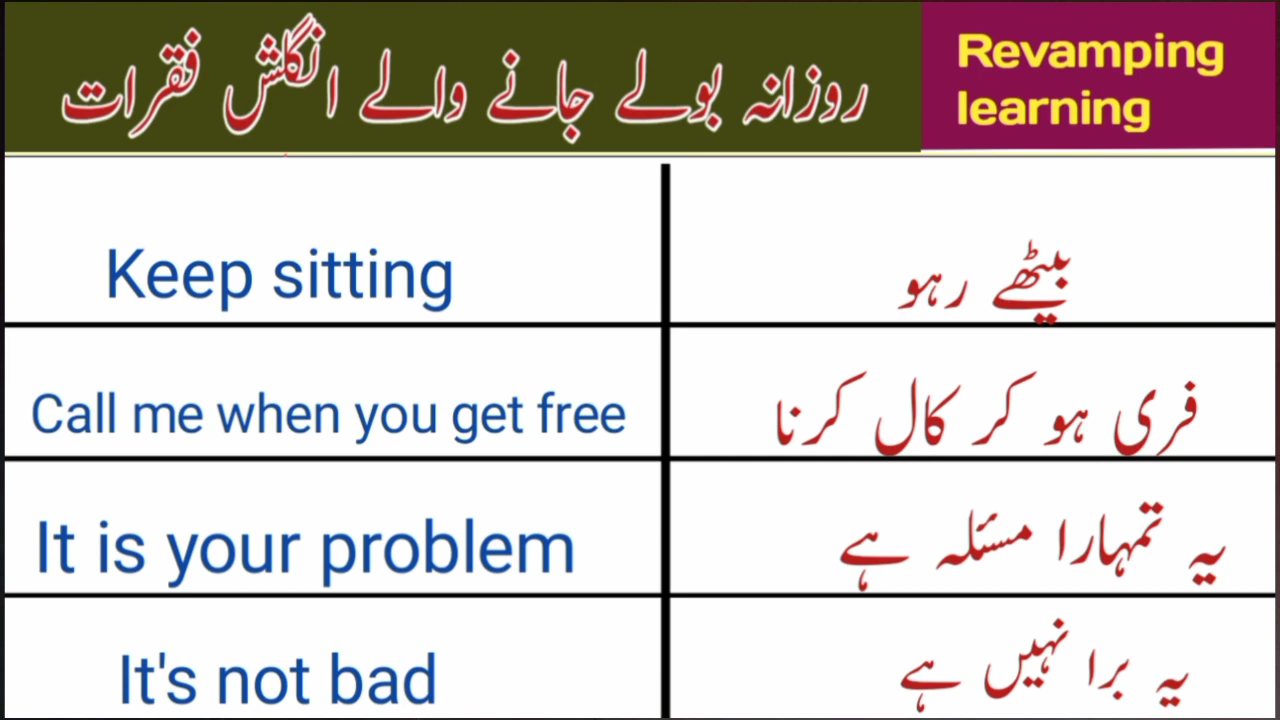 روزانہ بولے جانے والے انگلش فقرات
Revamping
learning
Keep sitting
بیٹھے رہو
Call me when you get free
فری ہو کر کال کرنا
It is your problem
یہ تمہارا مسئلہ ہے
It's not bad
یہ برا نہیں ہے